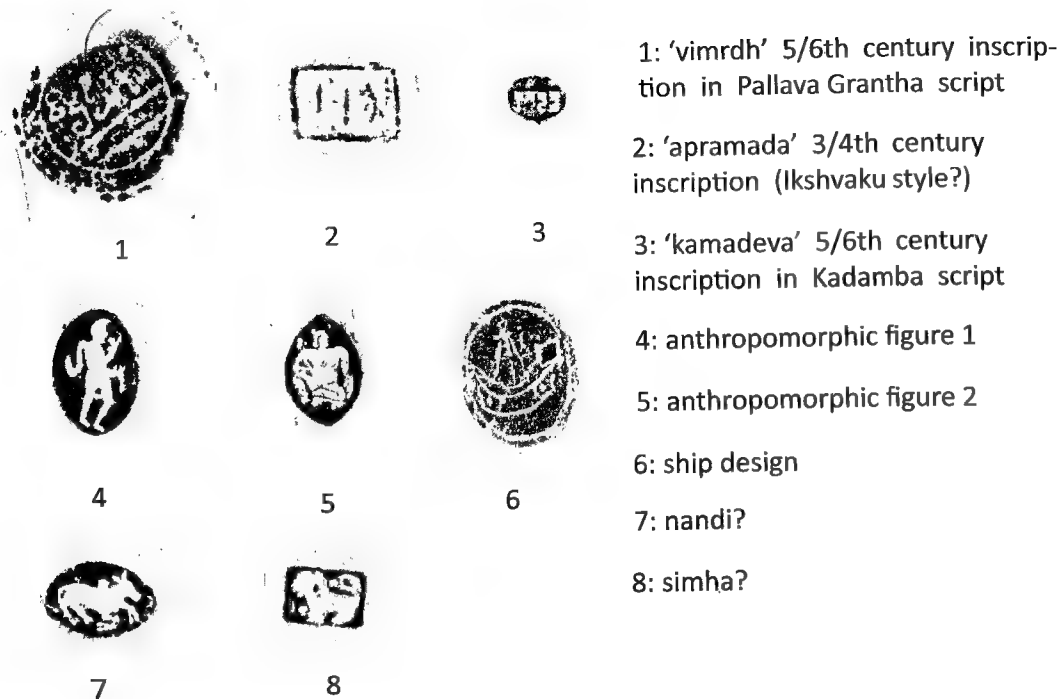 1: ‘vimrdh’ 5/6th century inscrip-
tion in Pallava Grantha script
2: ‘apramada’ 3/4th century
inscription (Ikshvaku style?)
3: ‘kamadeva’ 5/6th century
inscription in Kadamba script
4: anthropomorphic figure 1
5: anthropomorphic figure 2
6: ship design
7: nandi?
8: simha?
1
2
3
4
5
6
7
8